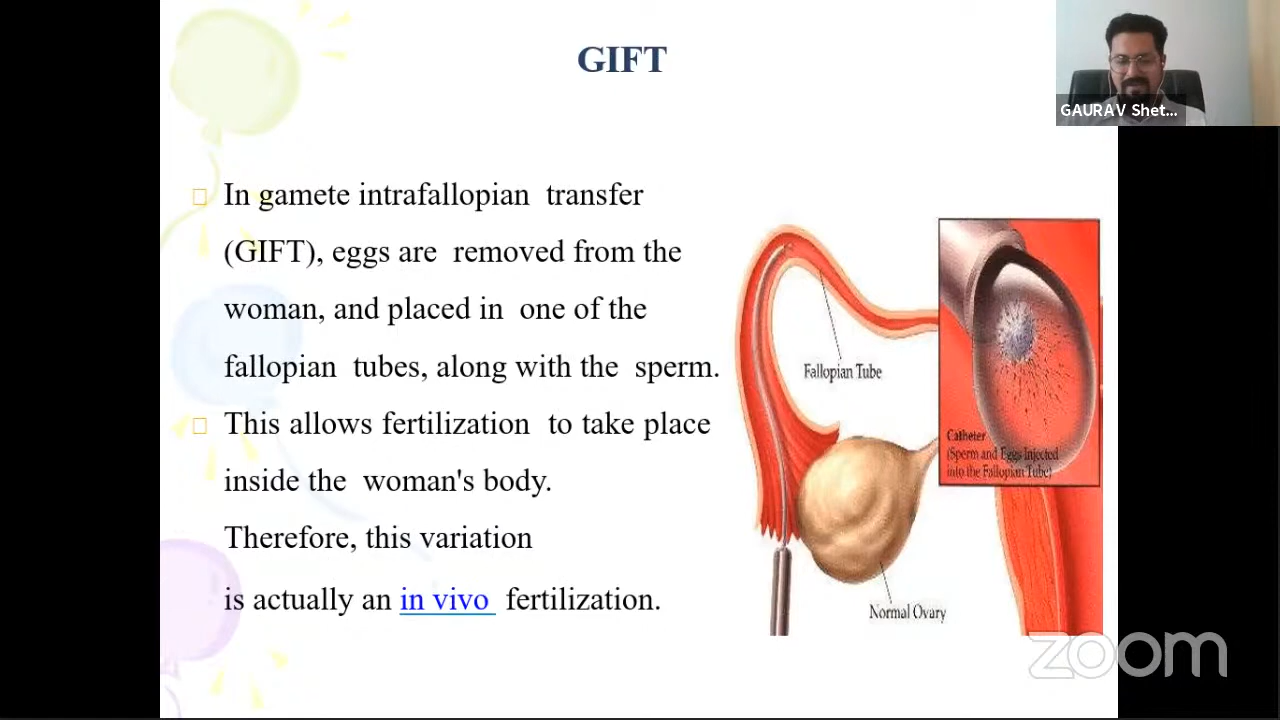 GIFT
GAURAV Shet...
In gamete intrafallopian transfer
(GIFT), eggs are removed from the
woman, and placed in one of the
fallopian tubes, along with the sperm.
This allows fertilization to take place
inside the woman's body.
Therefore, this variation
is actually an in vivo fertilization.
Fallopian Tube
Catheter
(Sperm and Eggs Injected
into the Fallopian Tube)
Normal Ovary
zoom